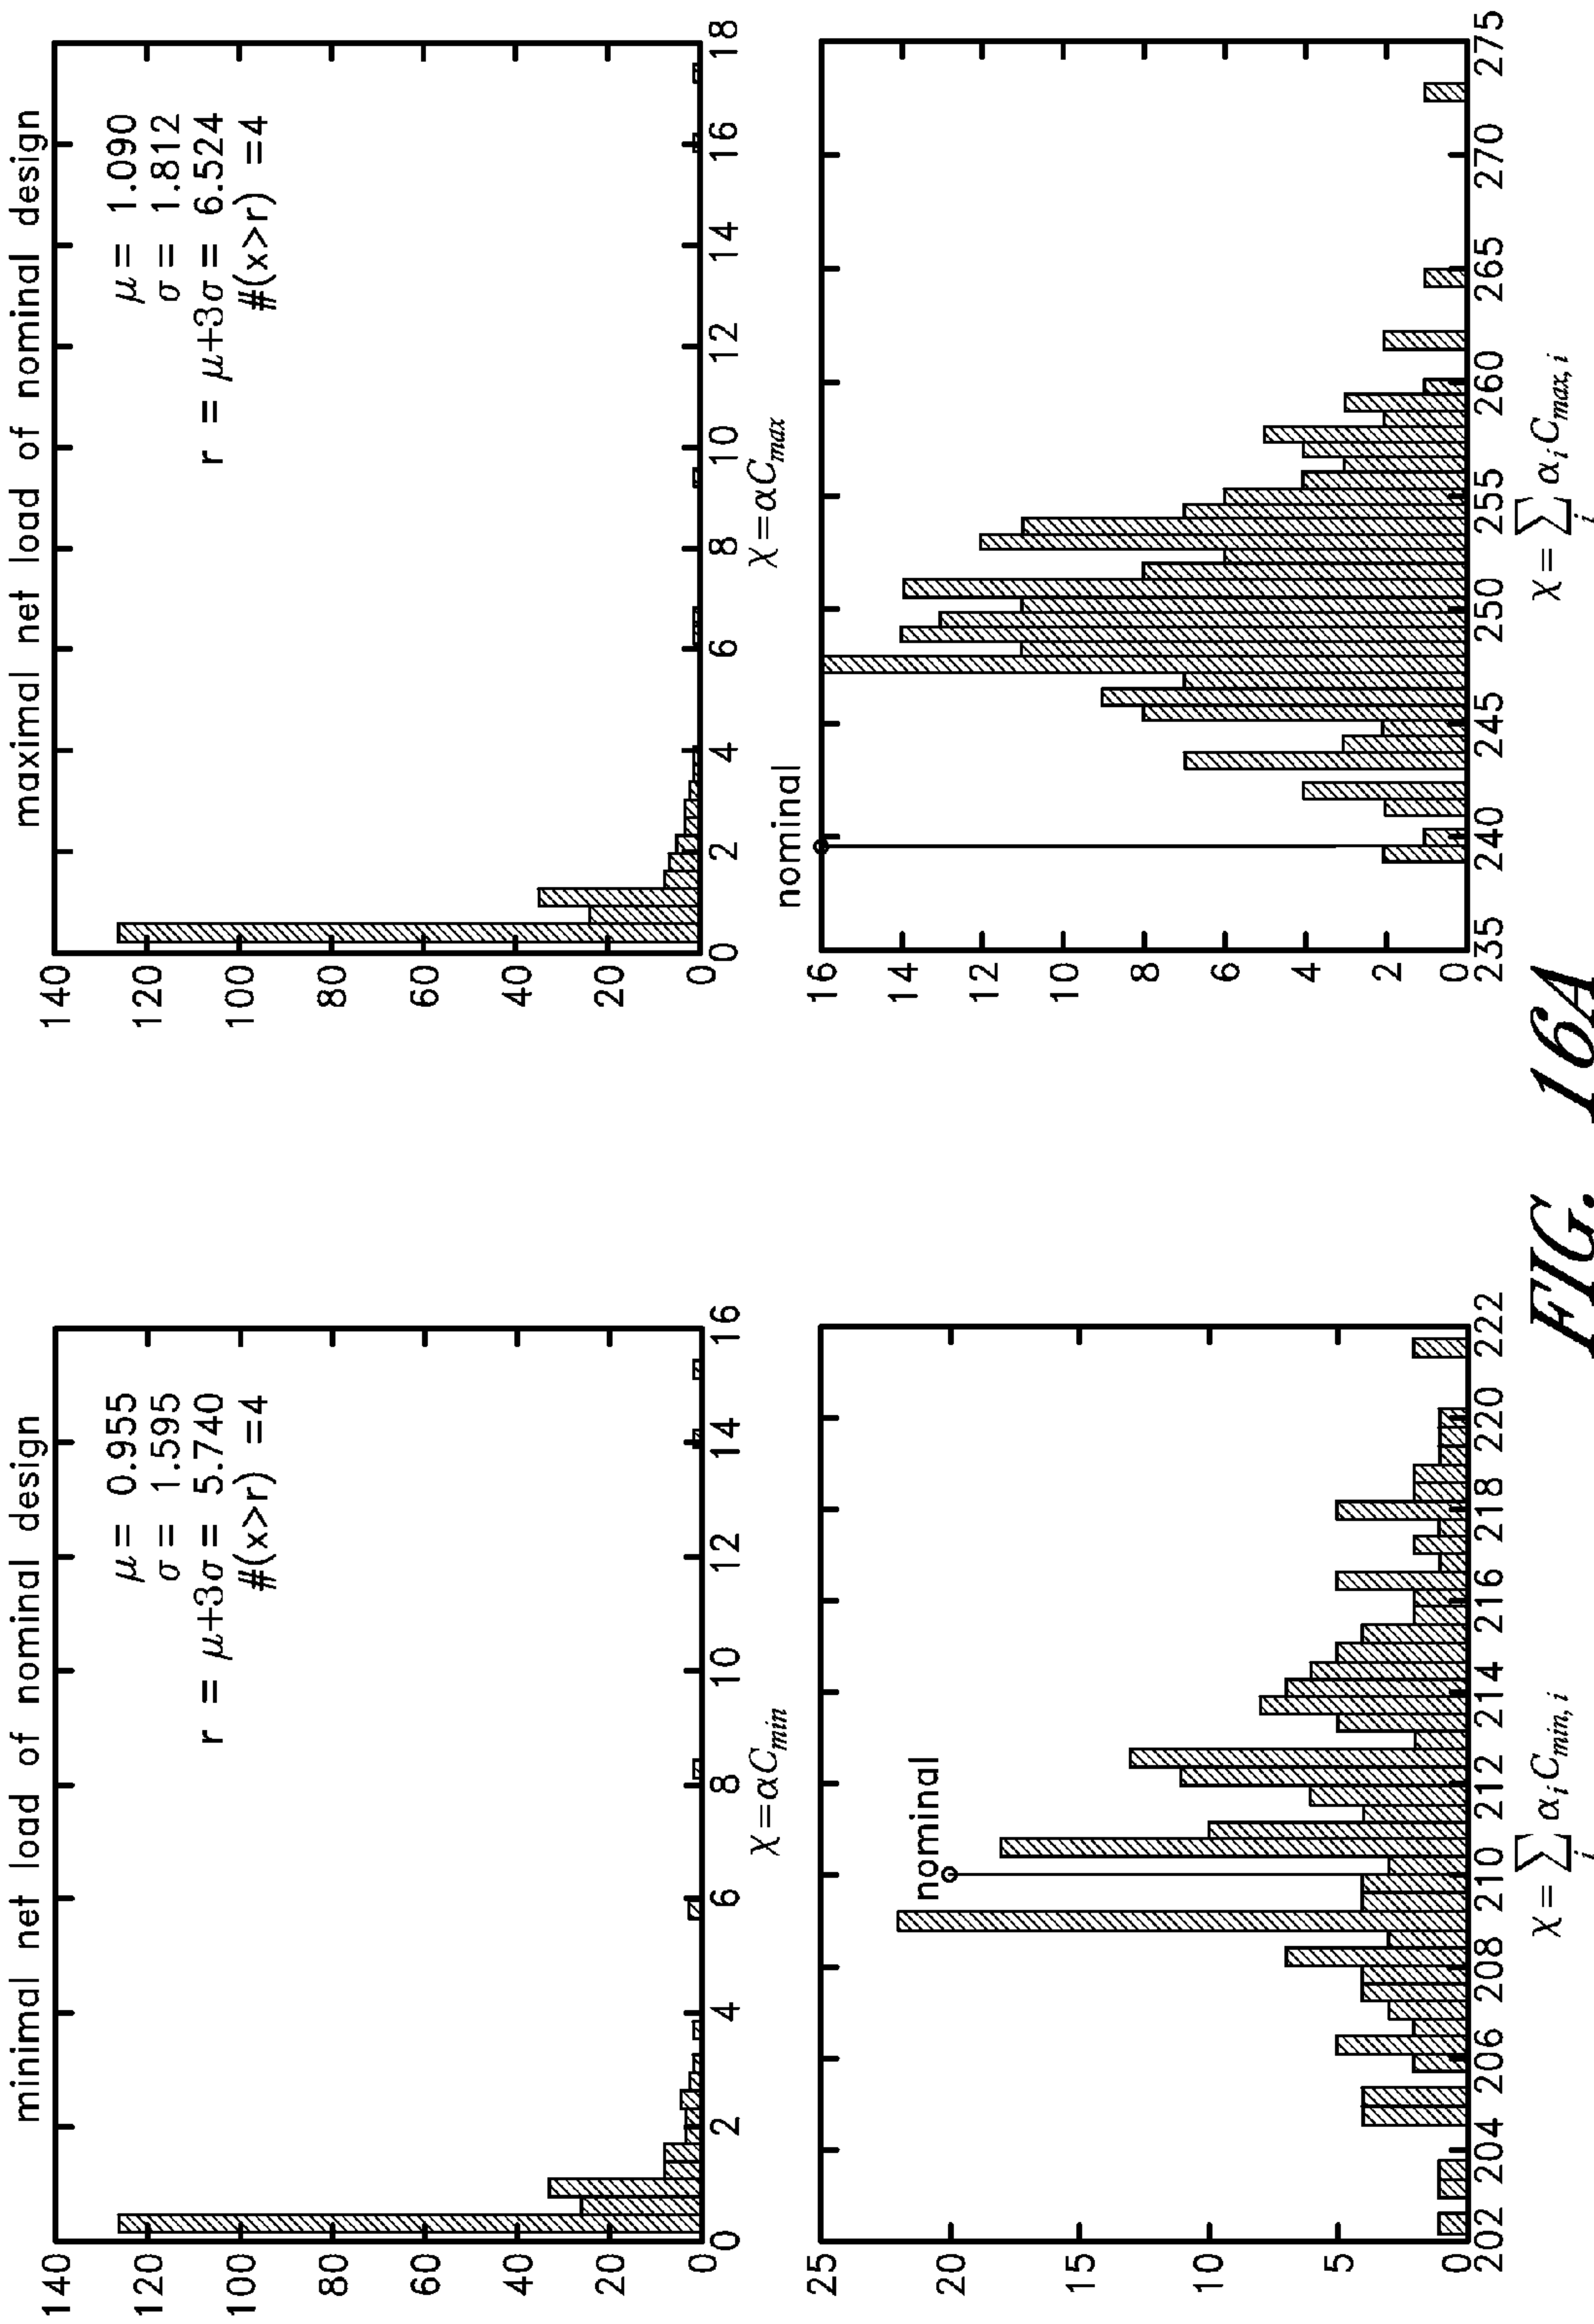 minimal net load of nominal design
140
120
100
80
60
40
20
0
μ = 0.955
σ = 1.595
r = μ+3σ = 5.740
#(x>r) =4
0 2 4 6 8 10 12 14 16
χ=αC_min
maximal net load of nominal design
140
120
100
80
60
40
20
0
μ = 1.090
σ = 1.812
r = μ+3σ = 6.524
#(x>r) =4
0 2 4 6 8 10 12 14 16 18
χ=αC_max
25
20
15
10
5
0
nominal
202 204 206 208 210 212 214 216 218 220 222
χ = ∑_i α_i C_min, i
nominal
16
14
12
10
8
6
4
2
0
235 240 245 250 255 260 265 270 275
χ = ∑_i α_i C_max, i
FIG. 16A